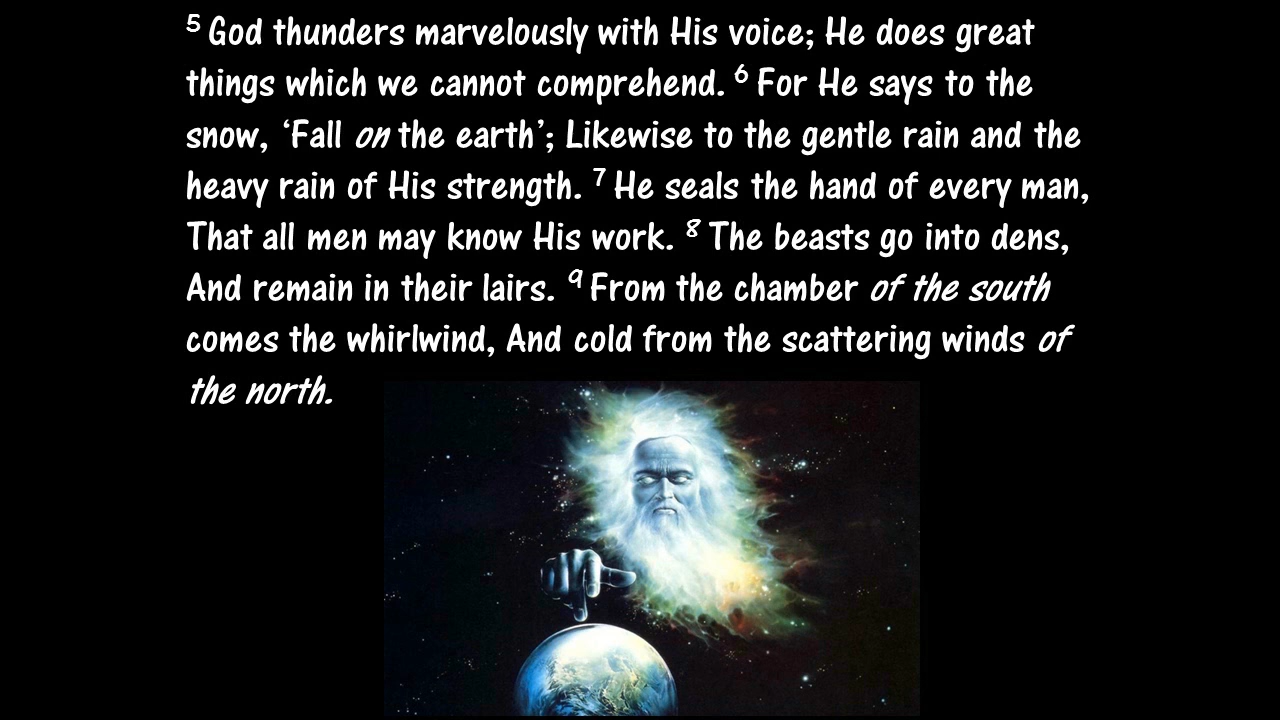 ⁵ God thunders marvelously with His voice; He does great
things which we cannot comprehend. ⁶ For He says to the
snow, ‘Fall on the earth’; Likewise to the gentle rain and the
heavy rain of His strength. ⁷ He seals the hand of every man,
That all men may know His work. ⁸ The beasts go into dens,
And remain in their lairs. ⁹ From the chamber of the south
comes the whirlwind, And cold from the scattering winds of
the north.